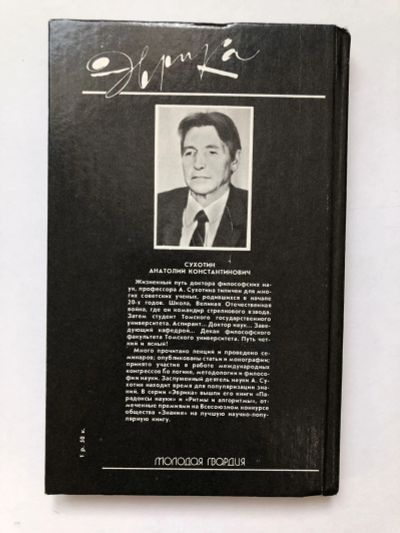 Эврика
СУХОТИН
АНАТОЛИЙ КОНСТАНТИНОВИЧ
Жизненный путь доктора философских на-
ук, профессора А. Сухотина типичен для мно-
гих советских ученых, родившихся в начале
20-х годов. Школа, Великая Отечественная
война, где он командир стрелкового взвода.
Затем студент Томского государственного
университета. Аспирант... Доктор наук... Заве-
дующий кафедрой... Декан философского
факультета Томского университета. Путь чет-
кий и ясный!
Много прочитано лекций и проведено се-
минаров; опубликованы статьи и монографии;
принято участие в работе международных
конгрессов по логике, методологии и филосо-
фии науки. Заслуженный деятель науки А. Су-
хотин находит время для популяризации зна-
ний. В серии «Эврика» вышли его книги «Па-
радоксы науки» и «Ритмы и алгоритмы», от-
меченные премиями на Всесоюзном конкурсе
общества «Знание» на лучшую научно-попу-
лярную книгу.
1 р. 50 к.
МОЛОДАЯ ГВАРДИЯ